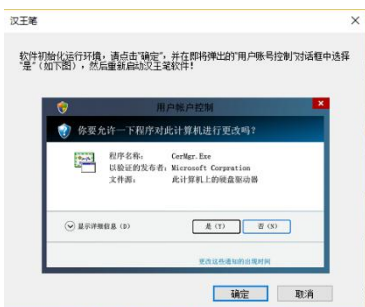 汉王笔
软件初始化运行环境，请点击"确定"，并在即将弹出的"用户帐号控制"对话框中选择
"是"（如下图），然后重新启动汉王笔软件！
用户帐户控制
你要允许一下程序对此计算机进行更改吗？
程序名称： CerMgr.Exe
以验证的发布者：Microsoft Corpration
文件源： 此计算机上的硬盘驱动器
显示详细信息（D）
是（Y）
否（N）
更改这些通知的出现时间
确定
取消